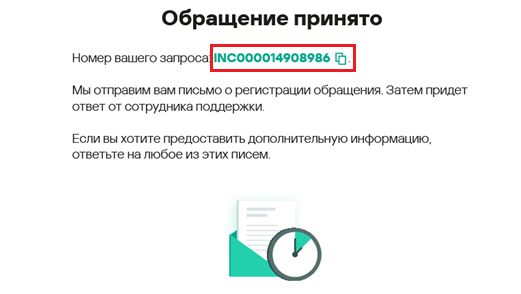 Обращение принято
Номер вашего запроса: INC000014908986.
Мы отправим вам письмо о регистрации обращения. Затем придет
ответ от сотрудника поддержки.
Если вы хотите предоставить дополнительную информацию,
ответьте на любое из этих писем.